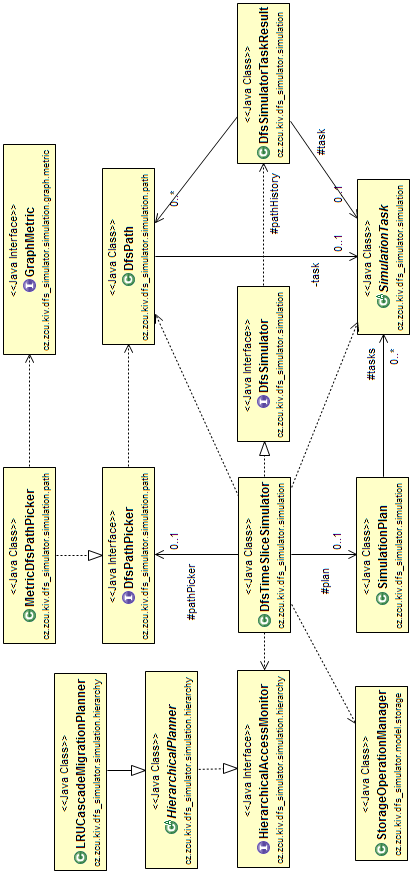 <<Java Class>>
MetricDfsPathPicker
cz.zcu.kiv.dfs_simulator.simulation.path
<<Java Interface>>
GraphMetric
cz.zcu.kiv.dfs_simulator.simulation.graph.metric
<<Java Class>>
LRUCascadeMigrationPlanner
cz.zcu.kiv.dfs_simulator.simulation.hierarchy
<<Java Interface>>
DfsPathPicker
cz.zcu.kiv.dfs_simulator.simulation.path
<<Java Class>>
DfsPath
cz.zcu.kiv.dfs_simulator.simulation.path
<<Java Class>>
HierarchicalPlanner
cz.zcu.kiv.dfs_simulator.simulation.hierarchy
#pathPicker
0..1
0..*
<<Java Interface>>
HierarchicalAccessMonitor
cz.zcu.kiv.dfs_simulator.simulation.hierarchy
<<Java Class>>
DfsTimeSliceSimulator
cz.zcu.kiv.dfs_simulator.simulation
<<Java Interface>>
DfsSimulator
cz.zcu.kiv.dfs_simulator.simulation
#pathHistory
<<Java Class>>
DfsSimulatorTaskResult
cz.zcu.kiv.dfs_simulator.simulation
#plan
0..1
-task
0..1
#task
0..1
#tasks
0..*
<<Java Class>>
StorageOperationManager
cz.zcu.kiv.dfs_simulator.model.storage
<<Java Class>>
SimulationPlan
cz.zcu.kiv.dfs_simulator.simulation
<<Java Class>>
SimulationTask
cz.zcu.kiv.dfs_simulator.simulation